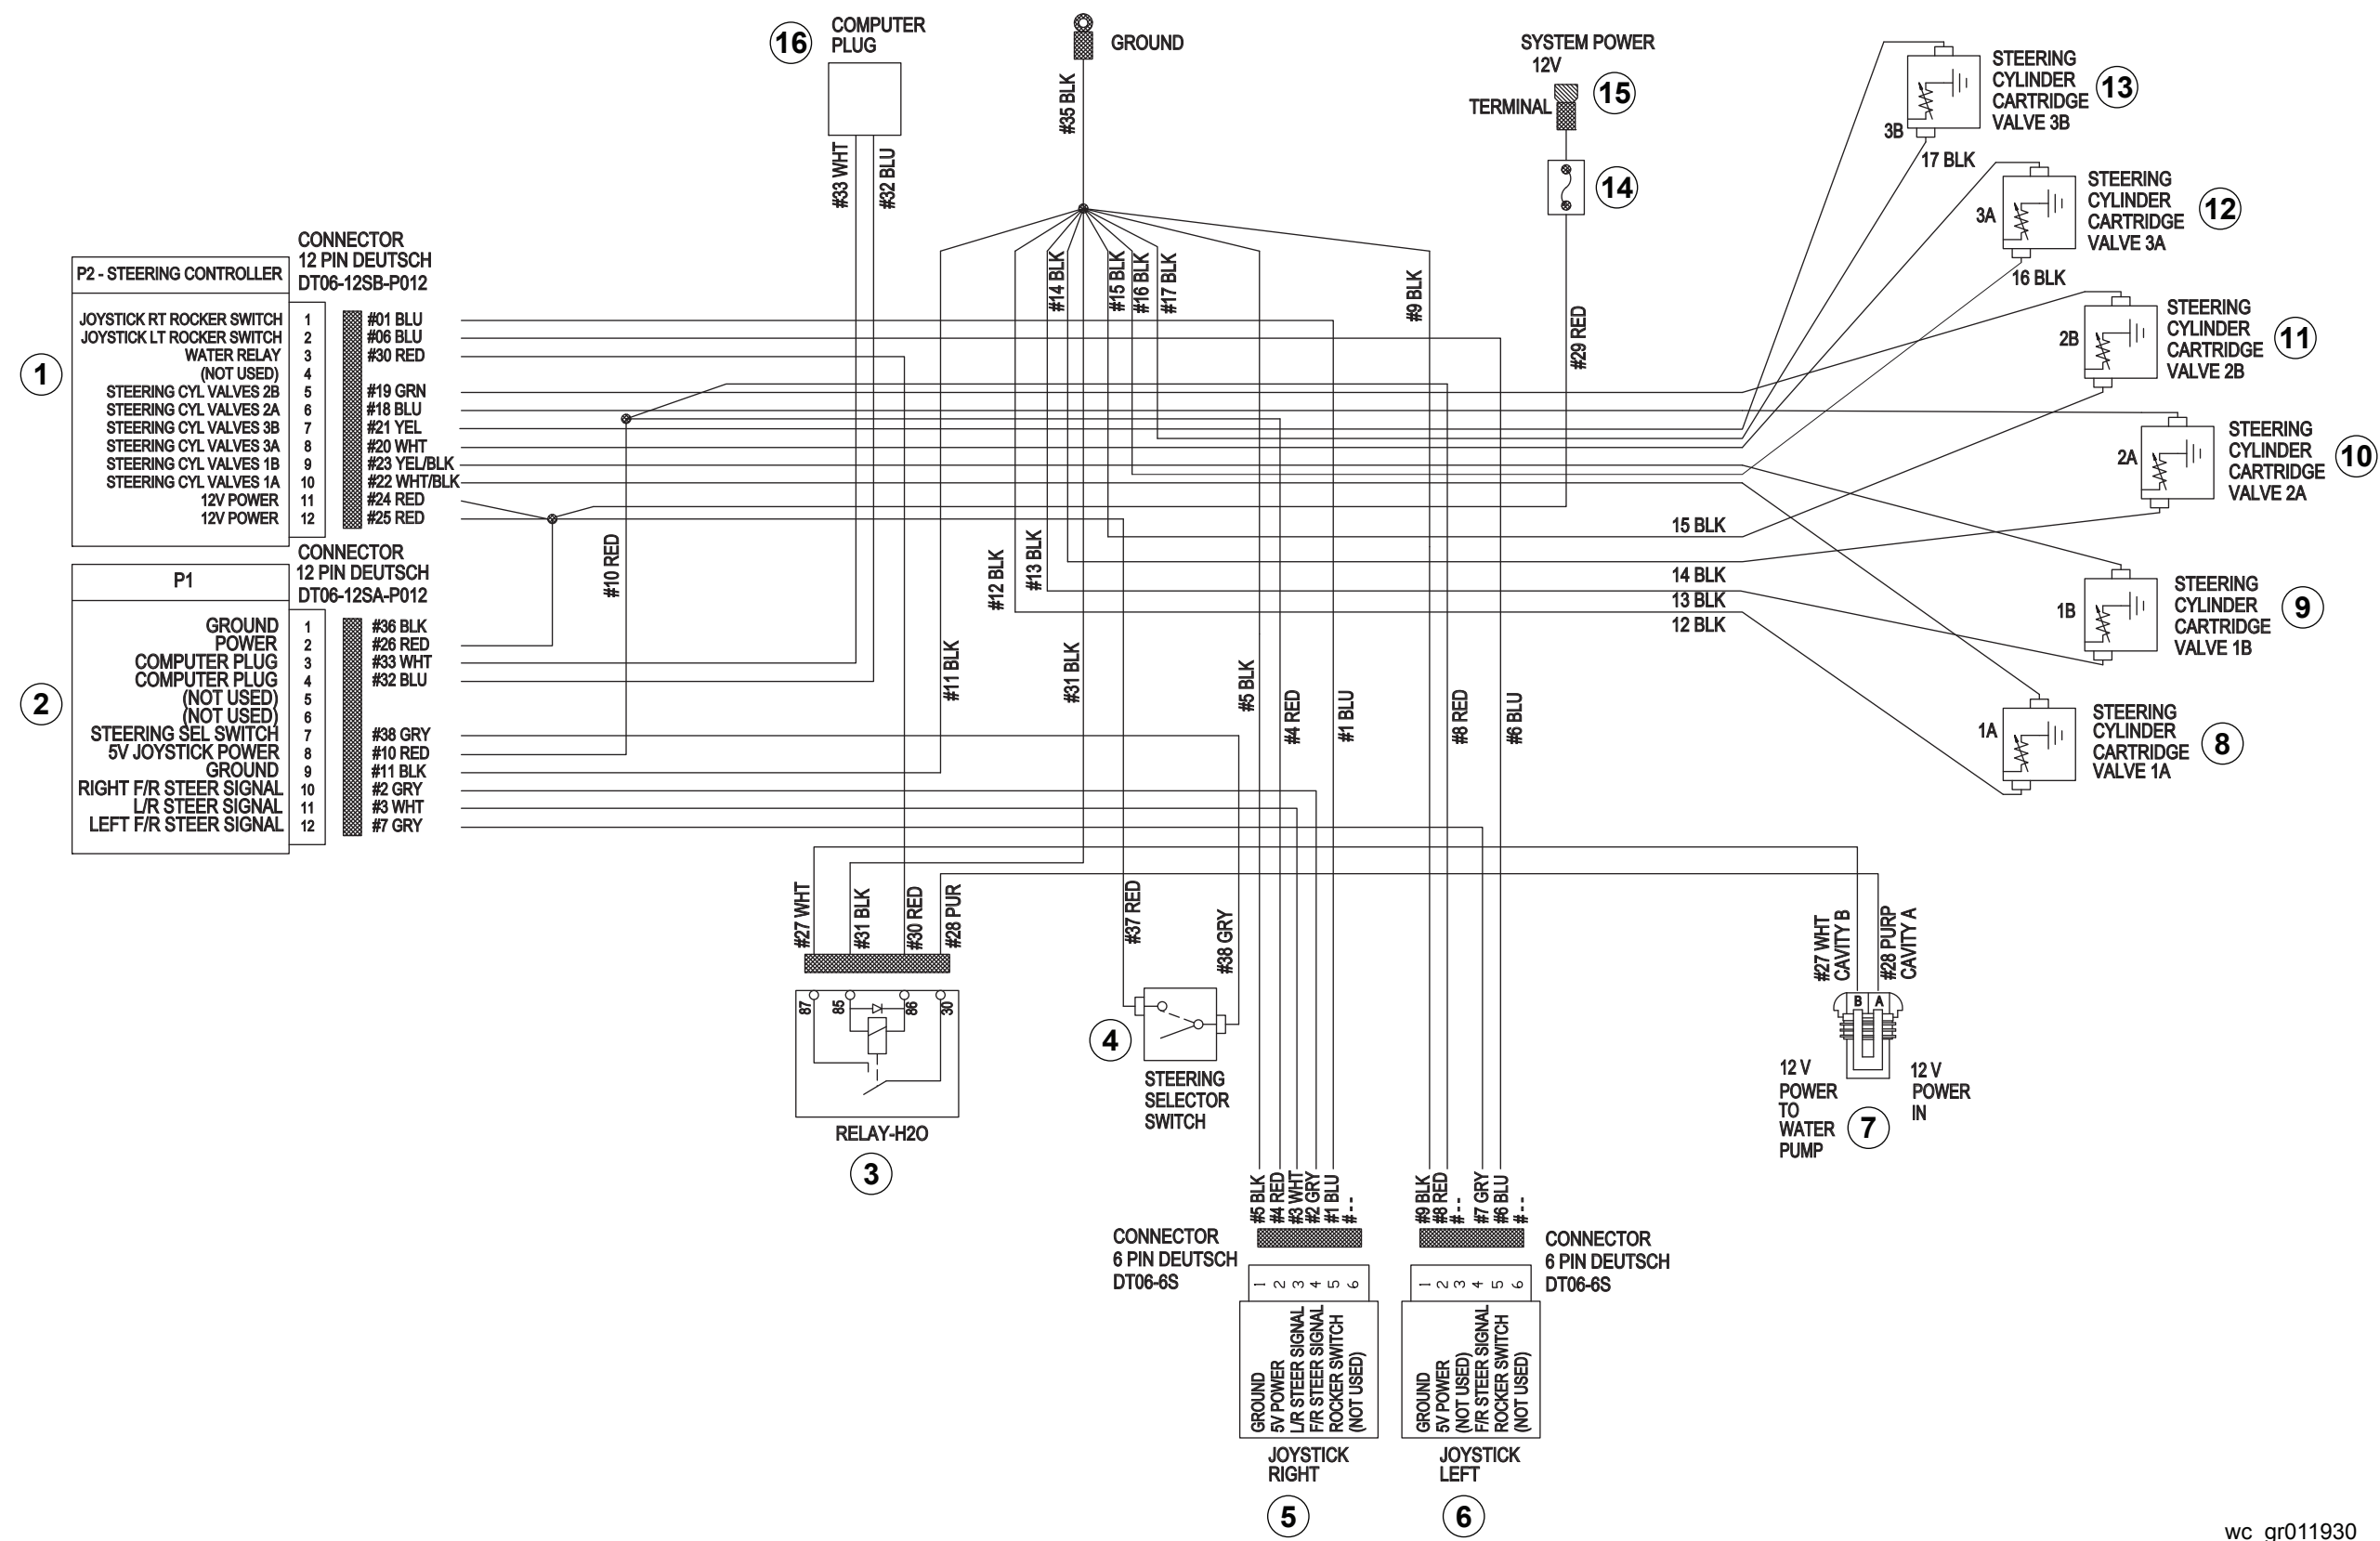 16
COMPUTER
PLUG
#33 WHT
#32 BLU
GROUND
#35 BLK
SYSTEM POWER
12V
TERMINAL
15
14
#29 RED
3B
17 BLK
STEERING
CYLINDER
CARTRIDGE
VALVE 3B
13
3A
16 BLK
STEERING
CYLINDER
CARTRIDGE
VALVE 3A
12
2B
STEERING
CYLINDER
CARTRIDGE
VALVE 2B
11
2A
STEERING
CYLINDER
CARTRIDGE
VALVE 2A
10
1B
STEERING
CYLINDER
CARTRIDGE
VALVE 1B
9
1A
STEERING
CYLINDER
CARTRIDGE
VALVE 1A
8
1
P2 - STEERING CONTROLLER
CONNECTOR
12 PIN DEUTSCH
DT06-12SB-P012
JOYSTICK RT ROCKER SWITCH 1 #01 BLU
JOYSTICK LT ROCKER SWITCH 2 #06 BLU
WATER RELAY 3 #30 RED
(NOT USED) 4
STEERING CYL VALVES 2B 5 #19 GRN
STEERING CYL VALVES 2A 6 #18 BLU
STEERING CYL VALVES 3B 7 #21 YEL
STEERING CYL VALVES 3A 8 #20 WHT
STEERING CYL VALVES 1B 9 #23 YEL/BLK
STEERING CYL VALVES 1A 10 #22 WHT/BLK
12V POWER 11 #24 RED
12V POWER 12 #25 RED
2
P1
CONNECTOR
12 PIN DEUTSCH
DT06-12SA-P012
GROUND 1 #36 BLK
POWER 2 #26 RED
COMPUTER PLUG 3 #33 WHT
COMPUTER PLUG 4 #32 BLU
(NOT USED) 5
(NOT USED) 6
STEERING SEL SWITCH 7 #38 GRY
5V JOYSTICK POWER 8 #10 RED
GROUND 9 #11 BLK
RIGHT F/R STEER SIGNAL 10 #2 GRY
L/R STEER SIGNAL 11 #3 WHT
LEFT F/R STEER SIGNAL 12 #7 GRY
#14 BLK
#15 BLK
#16 BLK
#17 BLK
#9 BLK
#10 RED
#12 BLK
#13 BLK
15 BLK
14 BLK
13 BLK
12 BLK
#11 BLK
#31 BLK
#5 BLK
#4 RED
#1 BLU
#8 RED
#6 BLU
#27 WHT
#31 BLK
#30 RED
#28 PUR
87
85
86
30
RELAY-H2O
3
#37 RED
#38 GRY
4
STEERING
SELECTOR
SWITCH
#27 WHT
CAVITY B
#28 PURP
CAVITY A
B A
12 V
POWER
TO
WATER
PUMP
12 V
POWER
IN
7
#5 BLK
#4 RED
#3 WHT
#2 GRY
#1 BLU
#--
CONNECTOR
6 PIN DEUTSCH
DT06-6S
1 2 3 4 5 6
GROUND
5V POWER
L/R STEER SIGNAL
F/R STEER SIGNAL
ROCKER SWITCH
(NOT USED)
JOYSTICK
RIGHT
5
#9 BLK
#8 RED
#--
#7 GRY
#6 BLU
#--
CONNECTOR
6 PIN DEUTSCH
DT06-6S
1 2 3 4 5 6
GROUND
5V POWER
(NOT USED)
F/R STEER SIGNAL
ROCKER SWITCH
(NOT USED)
JOYSTICK
LEFT
6
wc_gr011930